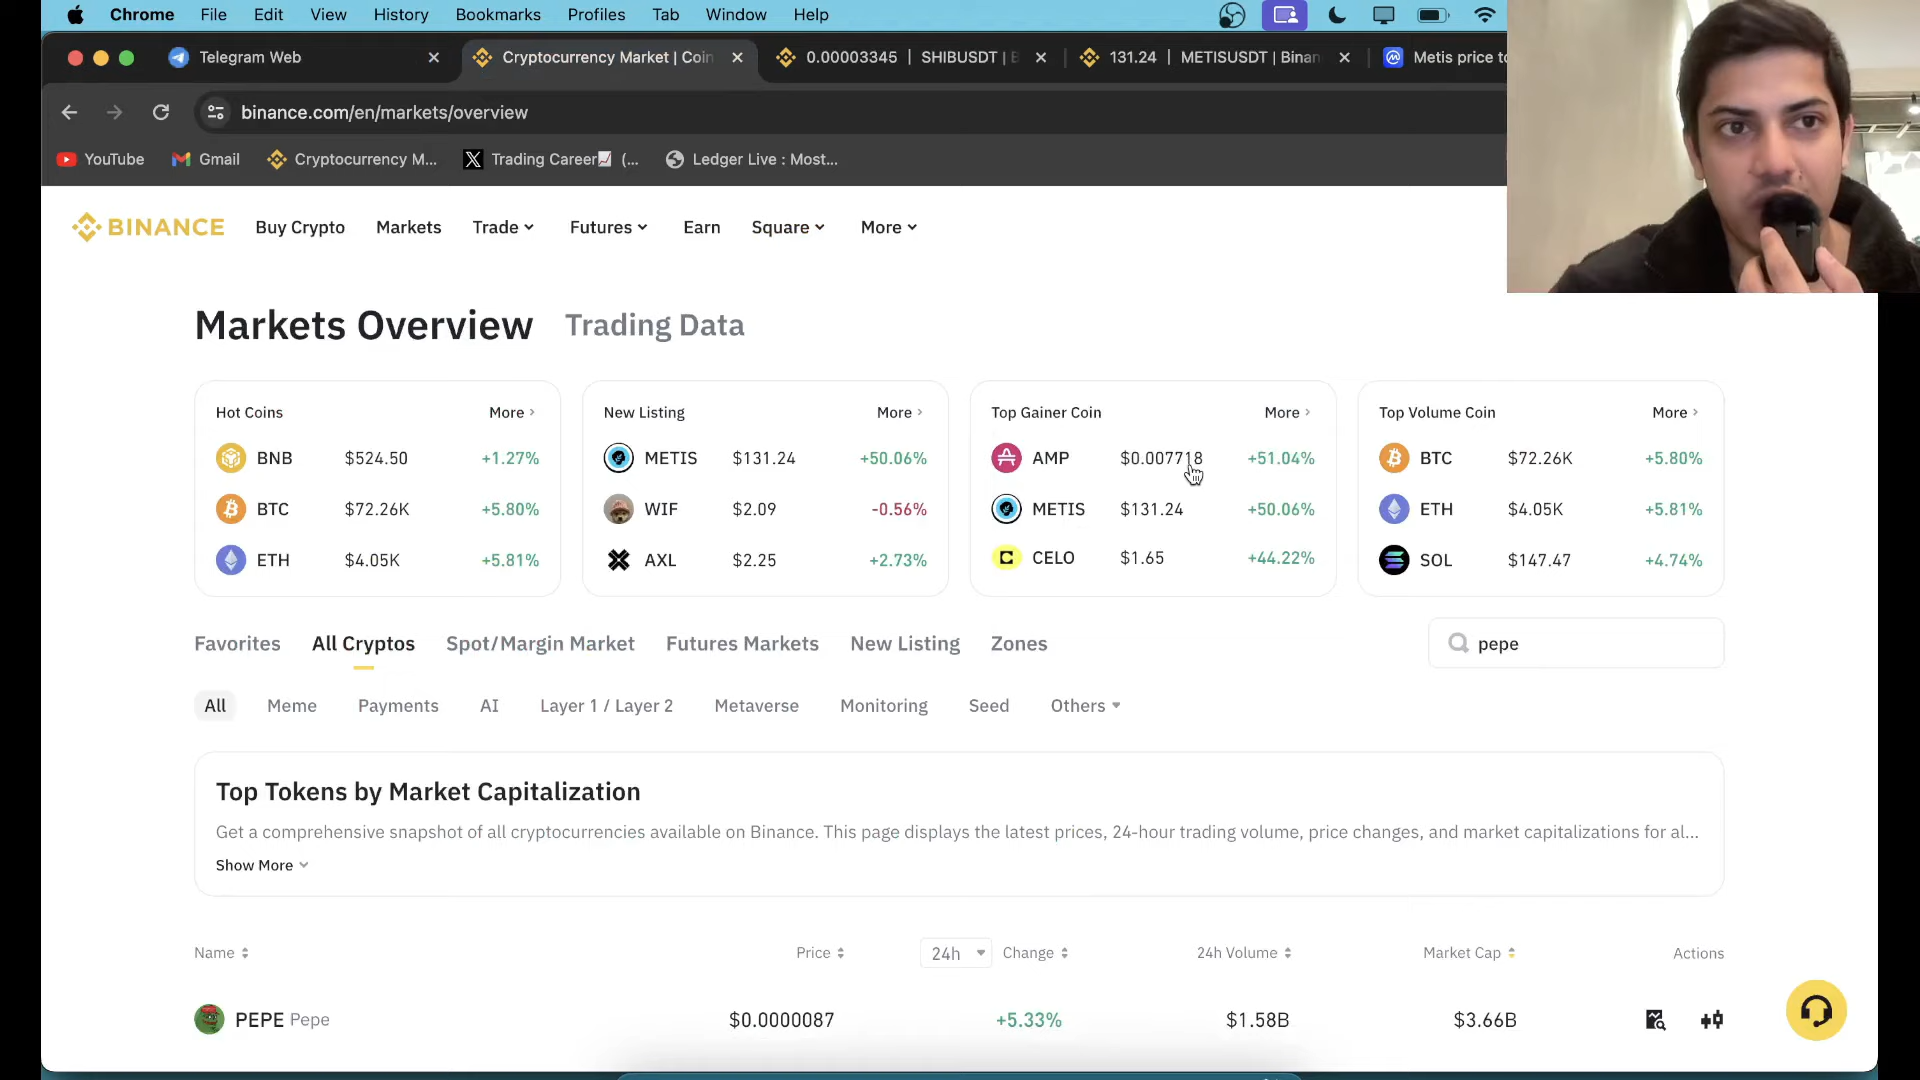 Chrome File Edit View History Bookmarks Profiles Tab Window Help
Telegram Web
Cryptocurrency Market | Coin
0.00003345 | SHIBUSDT | B
131.24 | METISUSDT | Binan
Metis price to
binance.com/en/markets/overview
YouTube
Gmail
Cryptocurrency M...
Trading Career📈 (...
Ledger Live : Most...
BINANCE
Buy Crypto Markets Trade Futures Earn Square More
Markets Overview Trading Data
Hot Coins More
BNB $524.50 +1.27%
BTC $72.26K +5.80%
ETH $4.05K +5.81%
New Listing More
METIS $131.24 +50.06%
WIF $2.09 -0.56%
AXL $2.25 +2.73%
Top Gainer Coin More
AMP $0.007718 +51.04%
METIS $131.24 +50.06%
CELO $1.65 +44.22%
Top Volume Coin More
BTC $72.26K +5.80%
ETH $4.05K +5.81%
SOL $147.47 +4.74%
Favorites All Cryptos Spot/Margin Market Futures Markets New Listing Zones
pepe
All Meme Payments AI Layer 1 / Layer 2 Metaverse Monitoring Seed Others
Top Tokens by Market Capitalization
Get a comprehensive snapshot of all cryptocurrencies available on Binance. This page displays the latest prices, 24-hour trading volume, price changes, and market capitalizations for al...
Show More
Name Price 24h Change 24h Volume Market Cap Actions
PEPE Pepe $0.0000087 +5.33% $1.58B $3.66B